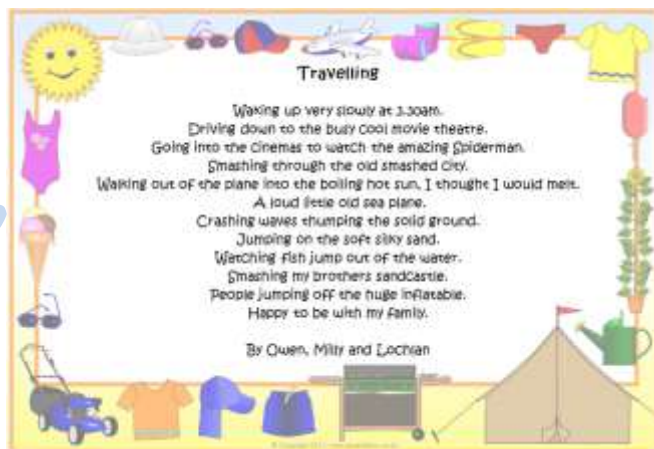 Travelling
Waking up very slowly at 3.30am.
Driving down to the busy cool movie theatre.
Going into the cinemas to watch the amazing Spiderman.
Smashing through the old smashed city.
Walking out of the plane into the boiling hot sun, I thought I would melt.
A loud little old sea plane.
Crashing waves thumping the solid ground.
Jumping on the soft silky sand.
Watching fish jump out of the water.
Smashing my brothers sandcastle.
People jumping off the huge inflatable.
Happy to be with my family.
By Owen, Milly and Lochlan